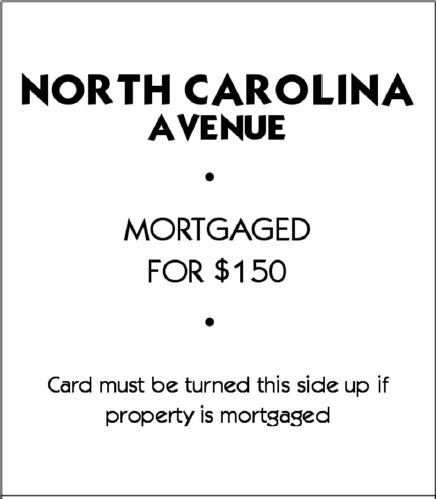 NORTH CAROLINA
AVENUE
•
MORTGAGED
FOR $150
•
Card must be turned this side up if
property is mortgaged